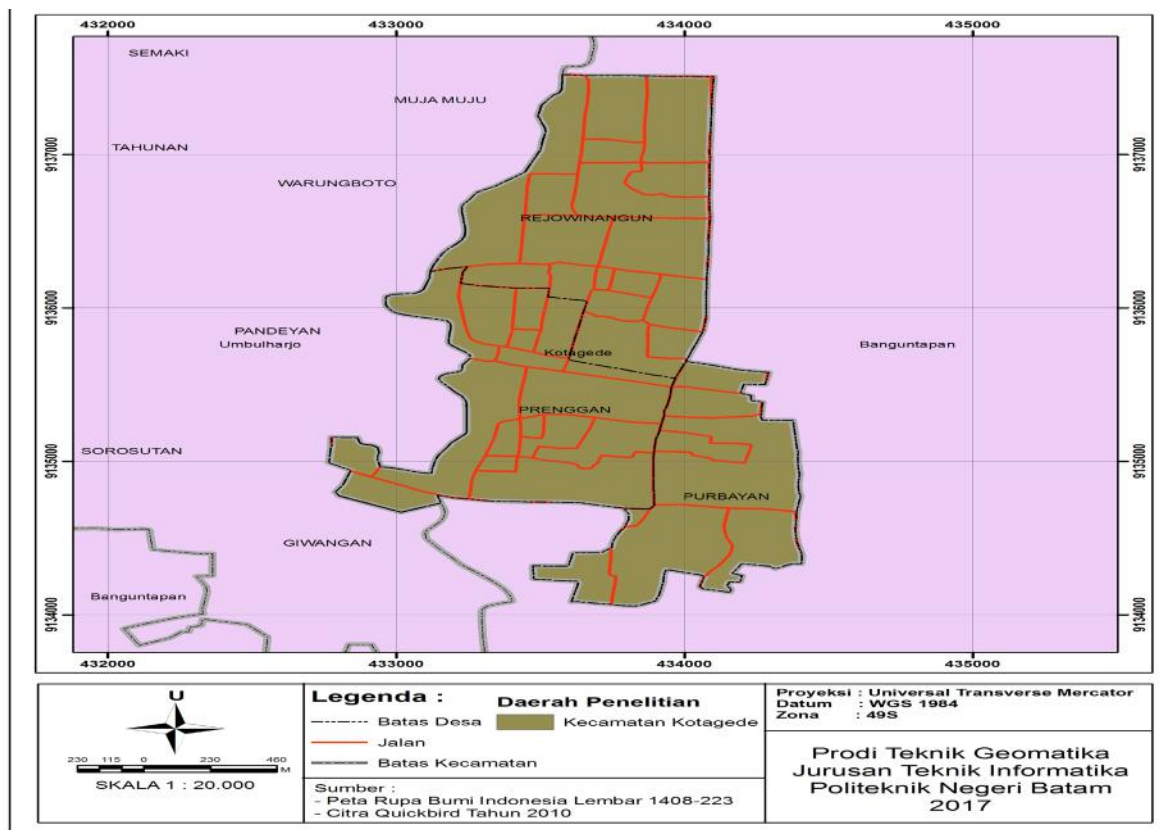 432000 433000 434000 435000
SEMAKI
MUJA MUJU
TAHUNAN
9137000 9137000
WARUNGBOTO
REJOWINANGUN
9136000 9136000
PANDEYAN
Umbulharjo
Kotagede
Banguntapan
PRENGGAN
SOROSUTAN
9135000 9135000
PURBAYAN
GIWANGAN
Banguntapan
9134000 9134000
432000 433000 434000 435000
U
230 115 0 230 460
M
SKALA 1 : 20.000
Legenda :
Batas Desa
Jalan
Batas Kecamatan
Daerah Penelitian
Kecamatan Kotagede
Sumber :
- Peta Rupa Bumi Indonesia Lembar 1408-223
- Citra Quickbird Tahun 2010
Proyeksi : Universal Transverse Mercator
Datum : WGS 1984
Zona : 49S
Prodi Teknik Geomatika
Jurusan Teknik Informatika
Politeknik Negeri Batam
2017